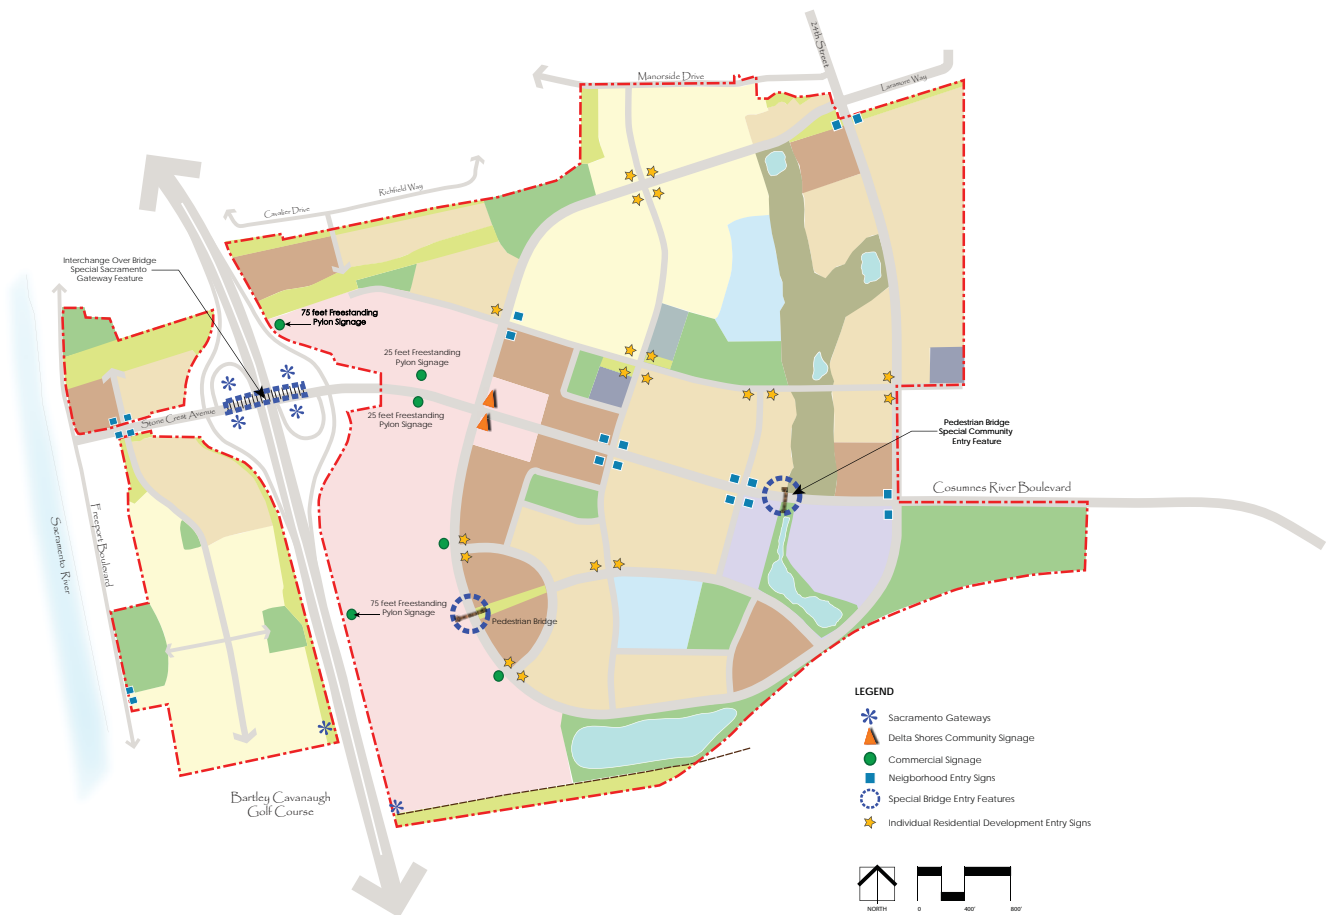 24th Street
Manorside Drive
Laramore Way
Richfield Way
Cavalier Drive
Interchange Over Bridge
Special Sacramento
Gateway Feature
75 feet Freestanding
Pylon Signage
25 feet Freestanding
Pylon Signage
25 feet Freestanding
Pylon Signage
Stone Crest Avenue
Pedestrian Bridge
Special Community
Entry Feature
Cosumnes River Boulevard
Freeport Boulevard
Sacramento River
75 feet Freestanding
Pylon Signage
Pedestrian Bridge
Bartley Cavanaugh
Golf Course
LEGEND
Sacramento Gateways
Delta Shores Community Signage
Commercial Signage
Neigborhood Entry Signs
Special Bridge Entry Features
Individual Residential Development Entry Signs
NORTH
0 400' 800'